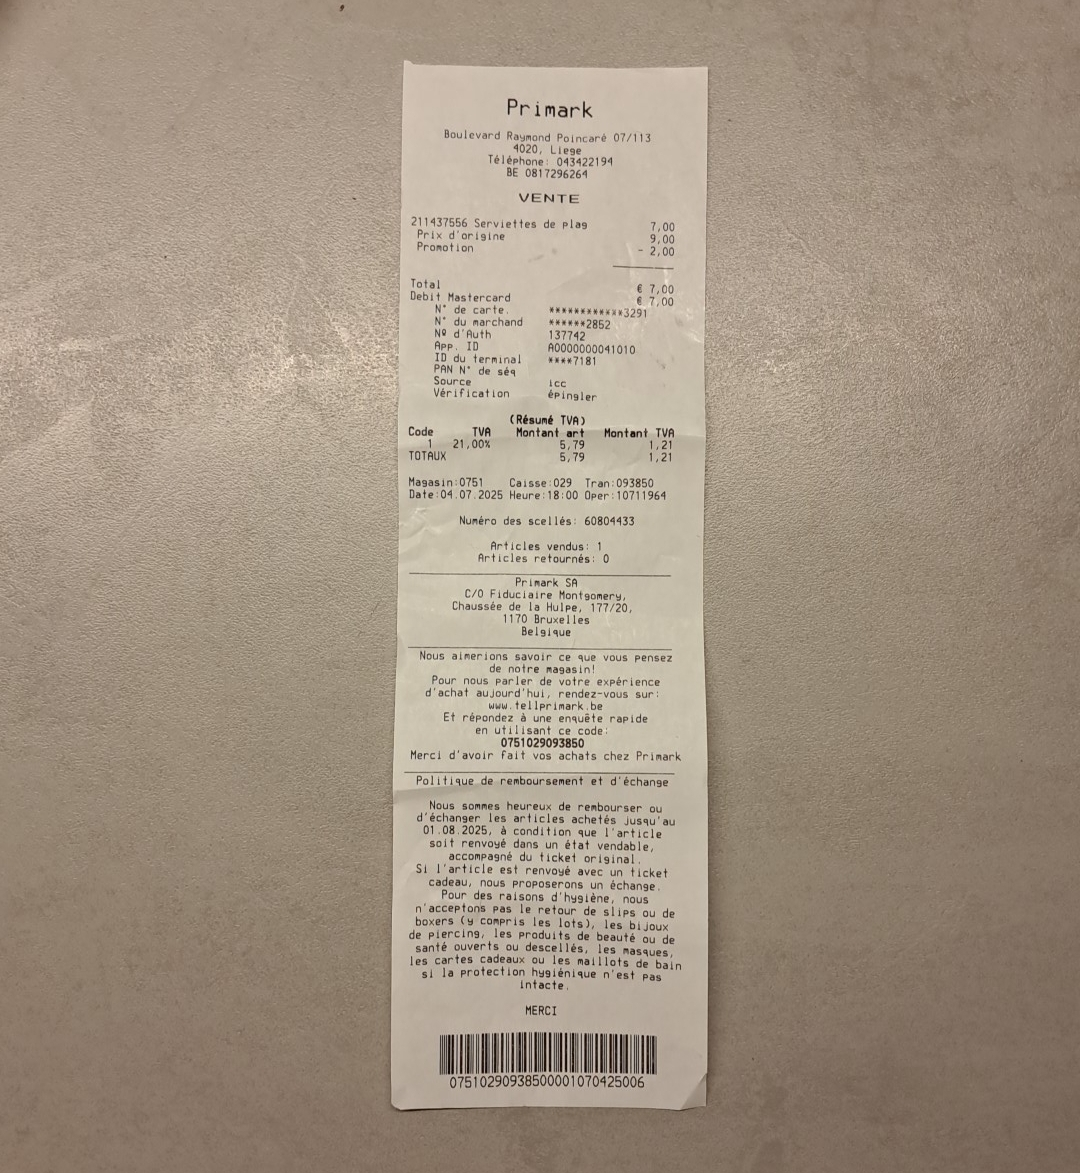 Primark
Boulevard Raymond Poincaré 07/113
4020, Liege
Téléphone: 043422194
BE 0817296264
VENTE
211437556 Serviettes de plag 7,00
Prix d'origine 9,00
Promotion - 2,00
Total € 7,00
Debit Mastercard € 7,00
N° de carte. ************3291
N° du marchand ******2852
Nº d'Auth 137742
App. ID A0000000041010
ID du terminal ****7181
PAN N° de séq
Source icc
Vérification épingler
(Résumé TVA)
Code TVA Montant art Montant TVA
1 21,00% 5,79 1,21
TOTAUX 5,79 1,21
Magasin:0751 Caisse:029 Tran:093850
Date:04.07.2025 Heure:18:00 Oper:10711964
Numéro des scellés: 60804433
Articles vendus: 1
Articles retournés: 0
Primark SA
C/O Fiduciaire Montgomery,
Chaussée de la Hulpe, 177/20,
1170 Bruxelles
Belgique
Nous aimerions savoir ce que vous pensez
de notre magasin!
Pour nous parler de votre expérience
d'achat aujourd'hui, rendez-vous sur:
www.tellprimark.be
Et répondez à une enquête rapide
en utilisant ce code:
0751029093850
Merci d'avoir fait vos achats chez Primark
Politique de remboursement et d'échange
Nous sommes heureux de rembourser ou
d'échanger les articles achetés jusqu'au
01.08.2025, à condition que l'article
soit renvoyé dans un état vendable,
accompagné du ticket original.
Si l'article est renvoyé avec un ticket
cadeau, nous proposerons un échange.
Pour des raisons d'hygiène, nous
n'acceptons pas le retour de slips ou de
boxers (y compris les lots), les bijoux
de piercing, les produits de beauté ou de
santé ouverts ou descellés, les masques,
les cartes cadeaux ou les maillots de bain
si la protection hygiénique n'est pas
intacte.
MERCI
07510290938500001070425006